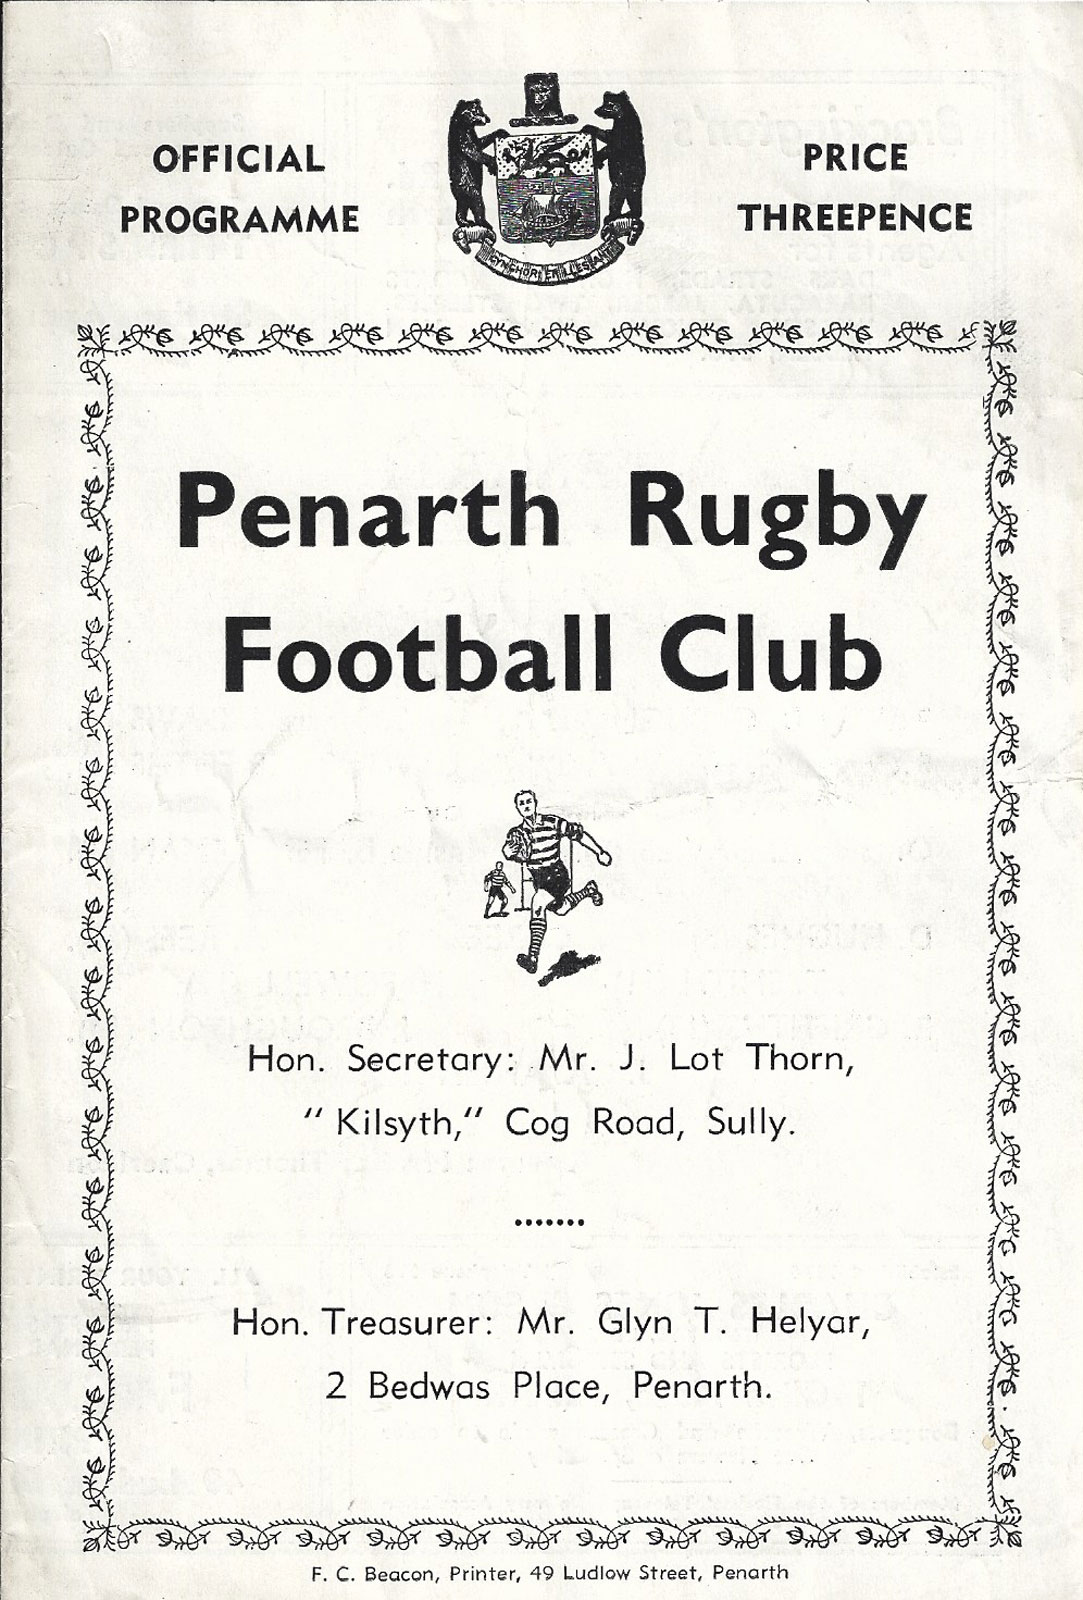 OFFICIAL
PROGRAMME
PRICE
THREEPENCE
Penarth Rugby
Football Club
Hon. Secretary: Mr. J. Lot Thorn,
" Kilsyth," Cog Road, Sully.
.......
Hon. Treasurer: Mr. Glyn T. Helyar,
2 Bedwas Place, Penarth.
F. C. Beacon, Printer, 49 Ludlow Street, Penarth